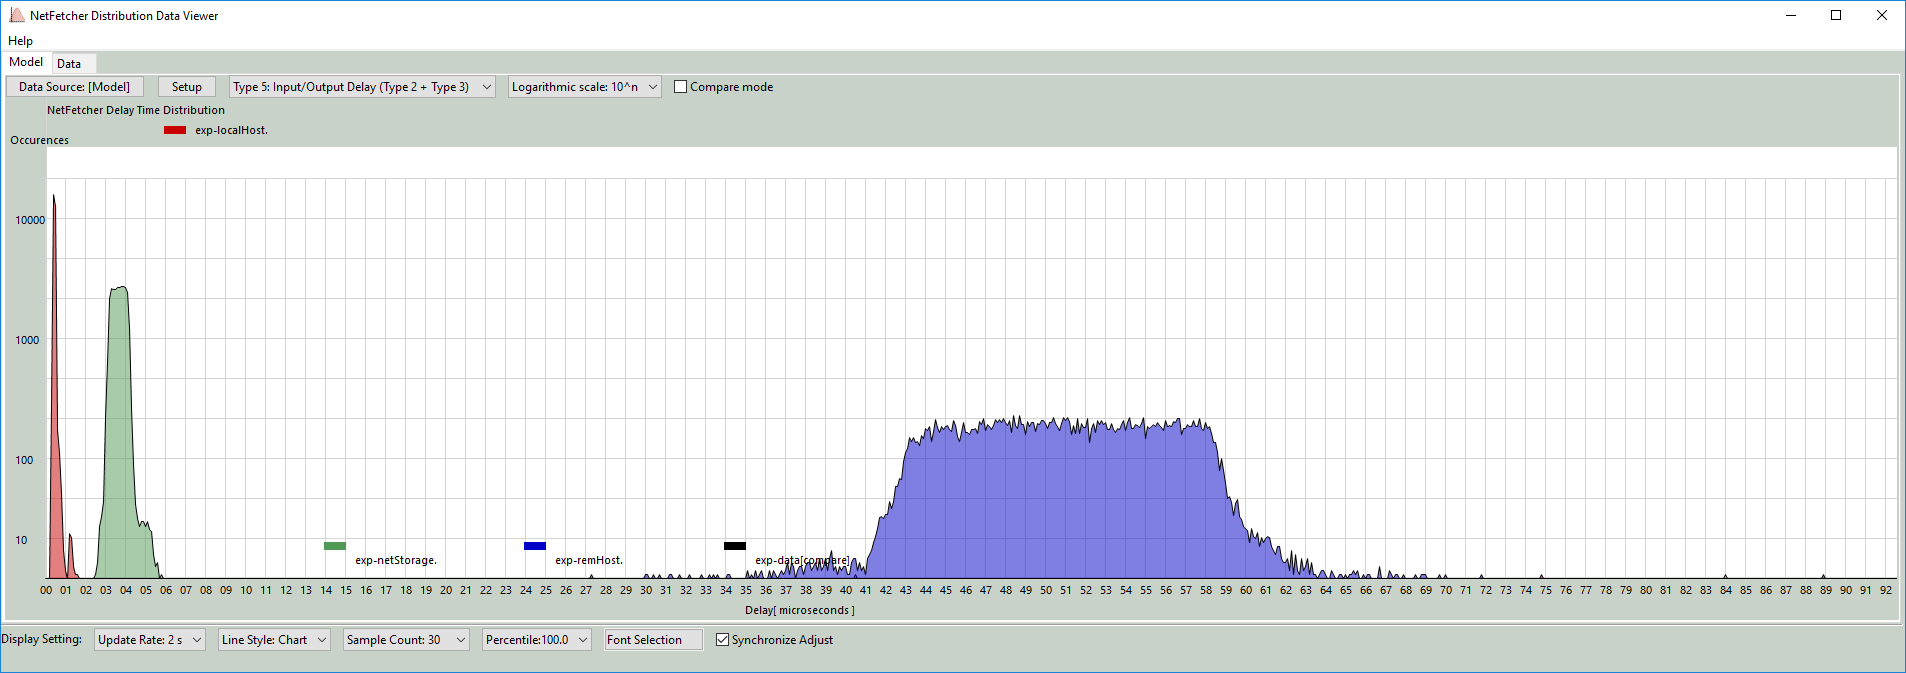 NetFetcher Distribution Data Viewer
Help
Model Data
Data Source: [Model] Setup Type 5: Input/Output Delay (Type 2 + Type 3) Logarithmic scale: 10^n Compare mode
NetFetcher Delay Time Distribution
exp-localHost.
Occurences
10000
1000
100
10
exp-netStorage. exp-remHost. exp-data[compare]
00 01 02 03 04 05 06 07 08 09 10 11 12 13 14 15 16 17 18 19 20 21 22 23 24 25 26 27 28 29 30 31 32 33 34 35 36 37 38 39 40 41 42 43 44 45 46 47 48 49 50 51 52 53 54 55 56 57 58 59 60 61 62 63 64 65 66 67 68 69 70 71 72 73 74 75 76 77 78 79 80 81 82 83 84 85 86 87 88 89 90 91 92
Delay[ microseconds ]
Display Setting: Update Rate: 2 s Line Style: Chart Sample Count: 30 Percentile:100.0 Font Selection Synchronize Adjust